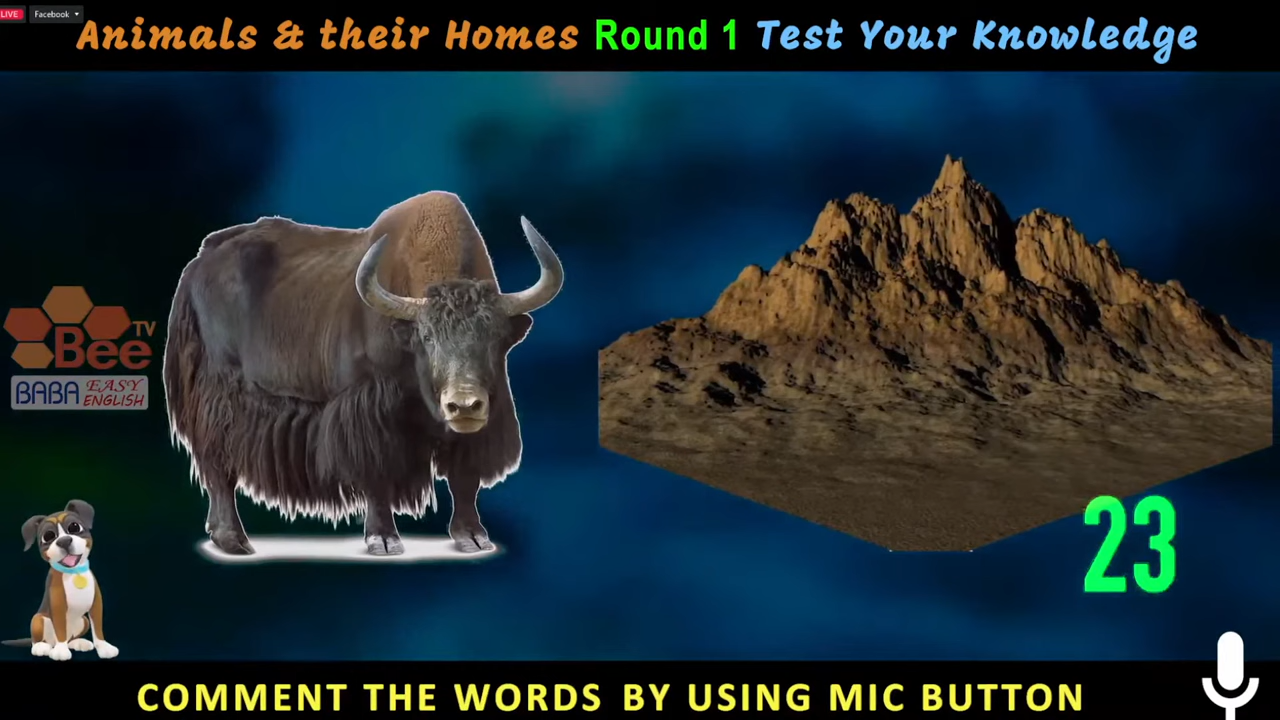 LIVE
Facebook
Animals & their Homes Round 1 Test Your Knowledge
Bee TV
BABA EASY ENGLISH
23
COMMENT THE WORDS BY USING MIC BUTTON